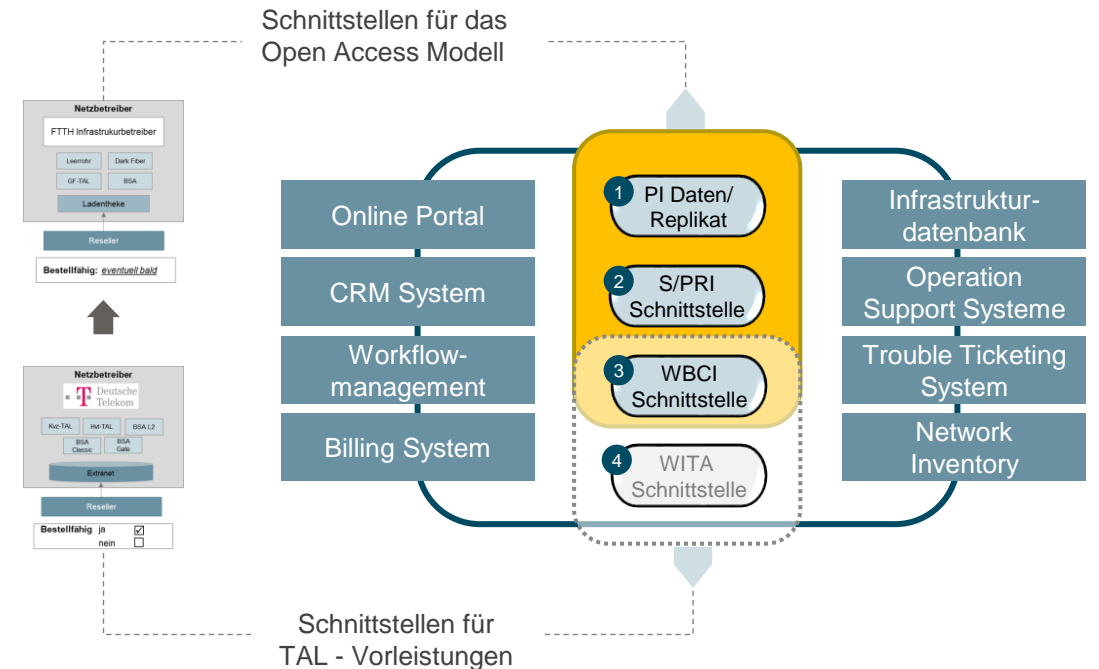 Schnittstellen für das
Open Access Modell
Netzbetreiber
FTTH Infrastrukurbetreiber
Leerrohr
Dark Fiber
GF-TAL
BSA
Ladentheke
Reseller
Bestellfähig: eventuell bald
Netzbetreiber
T Deutsche
Telekom
Kvz-TAL
Hvt-TAL
BSA L2
BSA
Classic
BSA
Gate
Extranet
Reseller
Bestellfähig ja
nein
Online Portal
CRM System
Workflow-
management
Billing System
1 PI Daten/
Replikat
2 S/PRI
Schnittstelle
3 WBCI
Schnittstelle
4 WITA
Schnittstelle
Infrastruktur-
datenbank
Operation
Support Systeme
Trouble Ticketing
System
Network
Inventory
Schnittstellen für
TAL - Vorleistungen